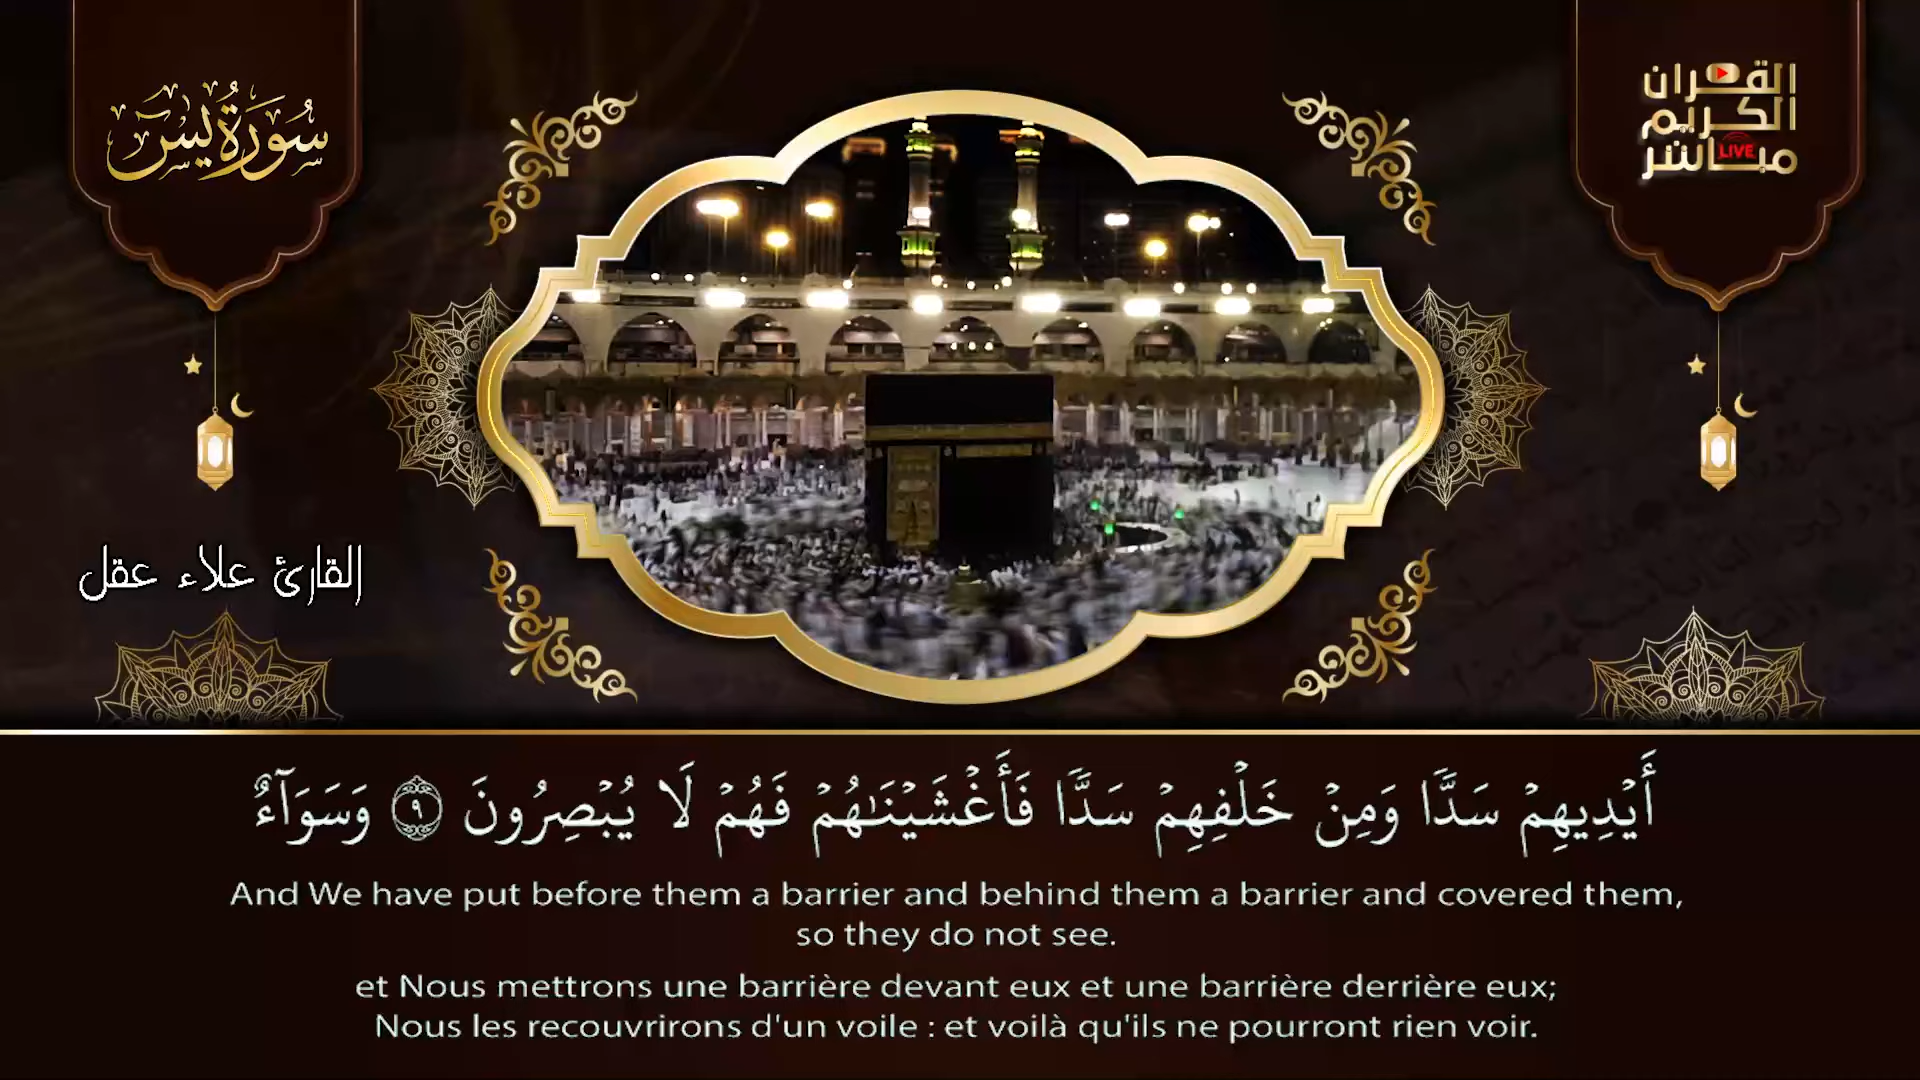 سُورَةُ يس
القرآن
الكريم
مباشر
LIVE
القارئ علاء عقل
أَيۡدِيهِمۡ سَدّٗا وَمِنۡ خَلۡفِهِمۡ سَدّٗا فَأَغۡشَيۡنَٰهُمۡ فَهُمۡ لَا يُبۡصِرُونَ ٩ وَسَوَآءٌ
And We have put before them a barrier and behind them a barrier and covered them,
so they do not see.
et Nous mettrons une barrière devant eux et une barrière derrière eux;
Nous les recouvrirons d'un voile : et voilà qu'ils ne pourront rien voir.